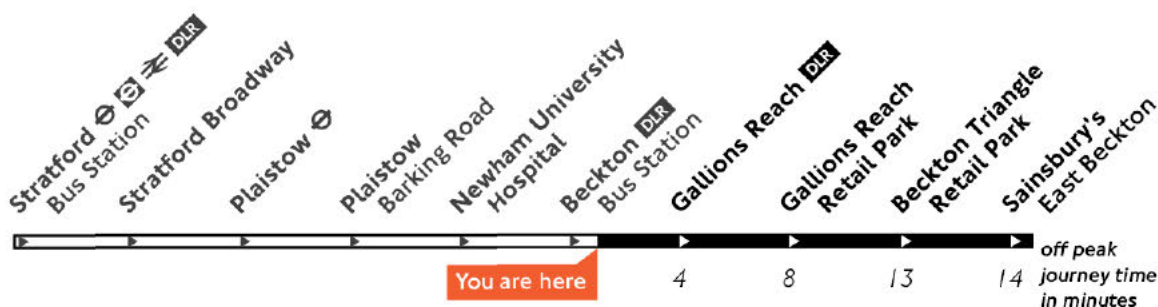 Stratford DLR
Bus Station
Stratford Broadway
Plaistow
Plaistow
Barking Road
Newham University
Hospital
Beckton DLR
Bus Station
Gallions Reach DLR
Gallions Reach
Retail Park
Beckton Triangle
Retail Park
Sainsbury's
East Beckton
You are here
4 8 13 14
off peak
journey time
in minutes